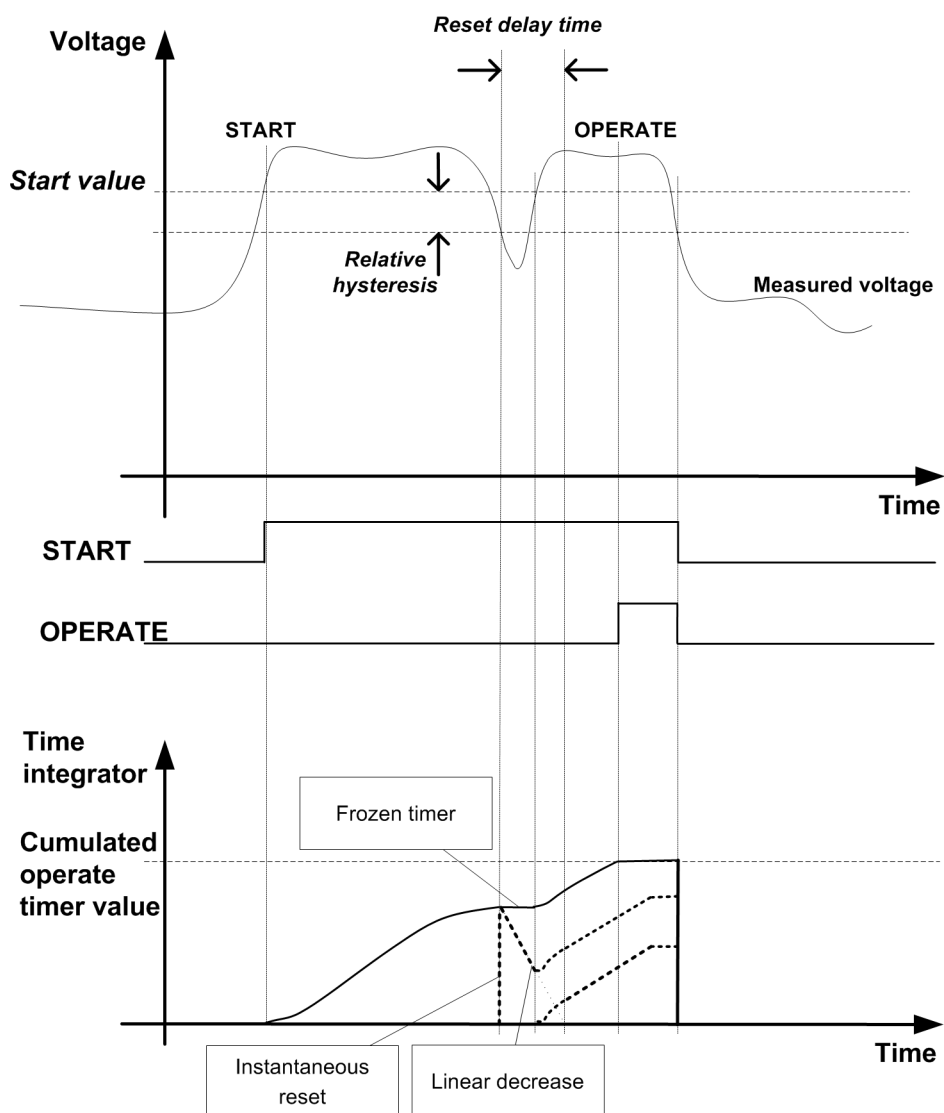 Reset delay time
Voltage
START
OPERATE
Start value
Relative
hysteresis
Measured voltage
Time
START
OPERATE
Time
integrator
Frozen timer
Cumulated
operate
timer value
Time
Instantaneous
reset
Linear decrease